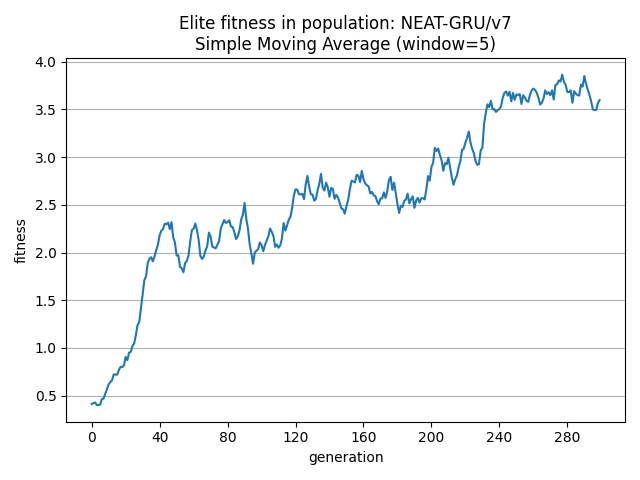 Elite fitness in population: NEAT-GRU/v7
Simple Moving Average (window=5)
4.0
3.5
3.0
2.5
2.0
1.5
1.0
0.5
fitness
0 40 80 120 160 200 240 280
generation